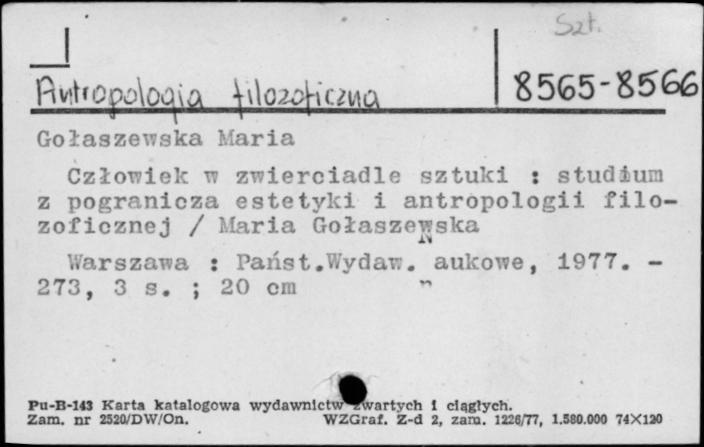 Szt.
Antropologia filozoficzna 8565-8566
Gołaszewska Maria
Człowiek w zwierciadle sztuki : studium
z pogranicza estetyki i antropologii filo-
zoficznej / Maria Gołaszewska
Warszawa : Państ.Wydaw. Naukowe, 1977. -
273, 3 s. ; 20 cm
Pu-B-143 Karta katalogowa wydawnictw zwartych i ciągłych.
Zam. nr 2520/DW/On. WZGraf. Z-d 2, zam. 1226/77, 1.580.000 74X120